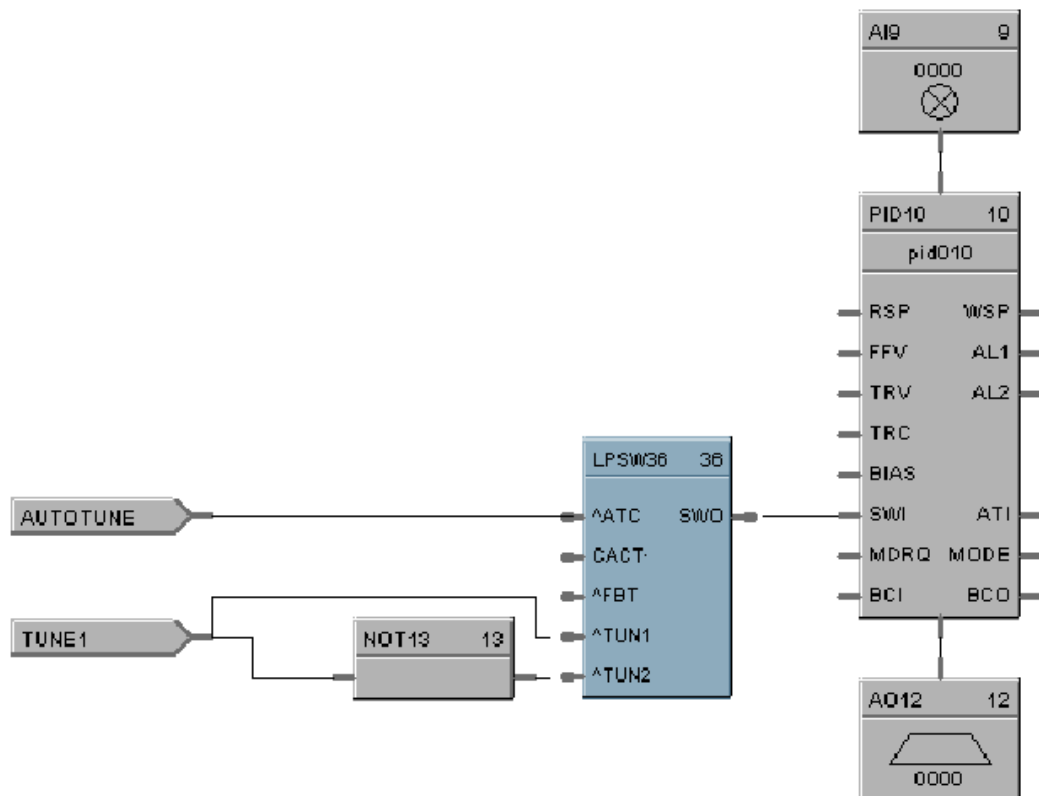 AI9 9
0000
PID10 10
pid010
RSP WSP
FFV AL1
TRV AL2
TRC
BIAS
SWI ATI
MDRQ MODE
BCI BCO
LPSW36 36
^ATC SWO
CACT
^FBT
^TUN1
^TUN2
AUTOTUNE
TUNE1
NOT13 13
AO12 12
0000